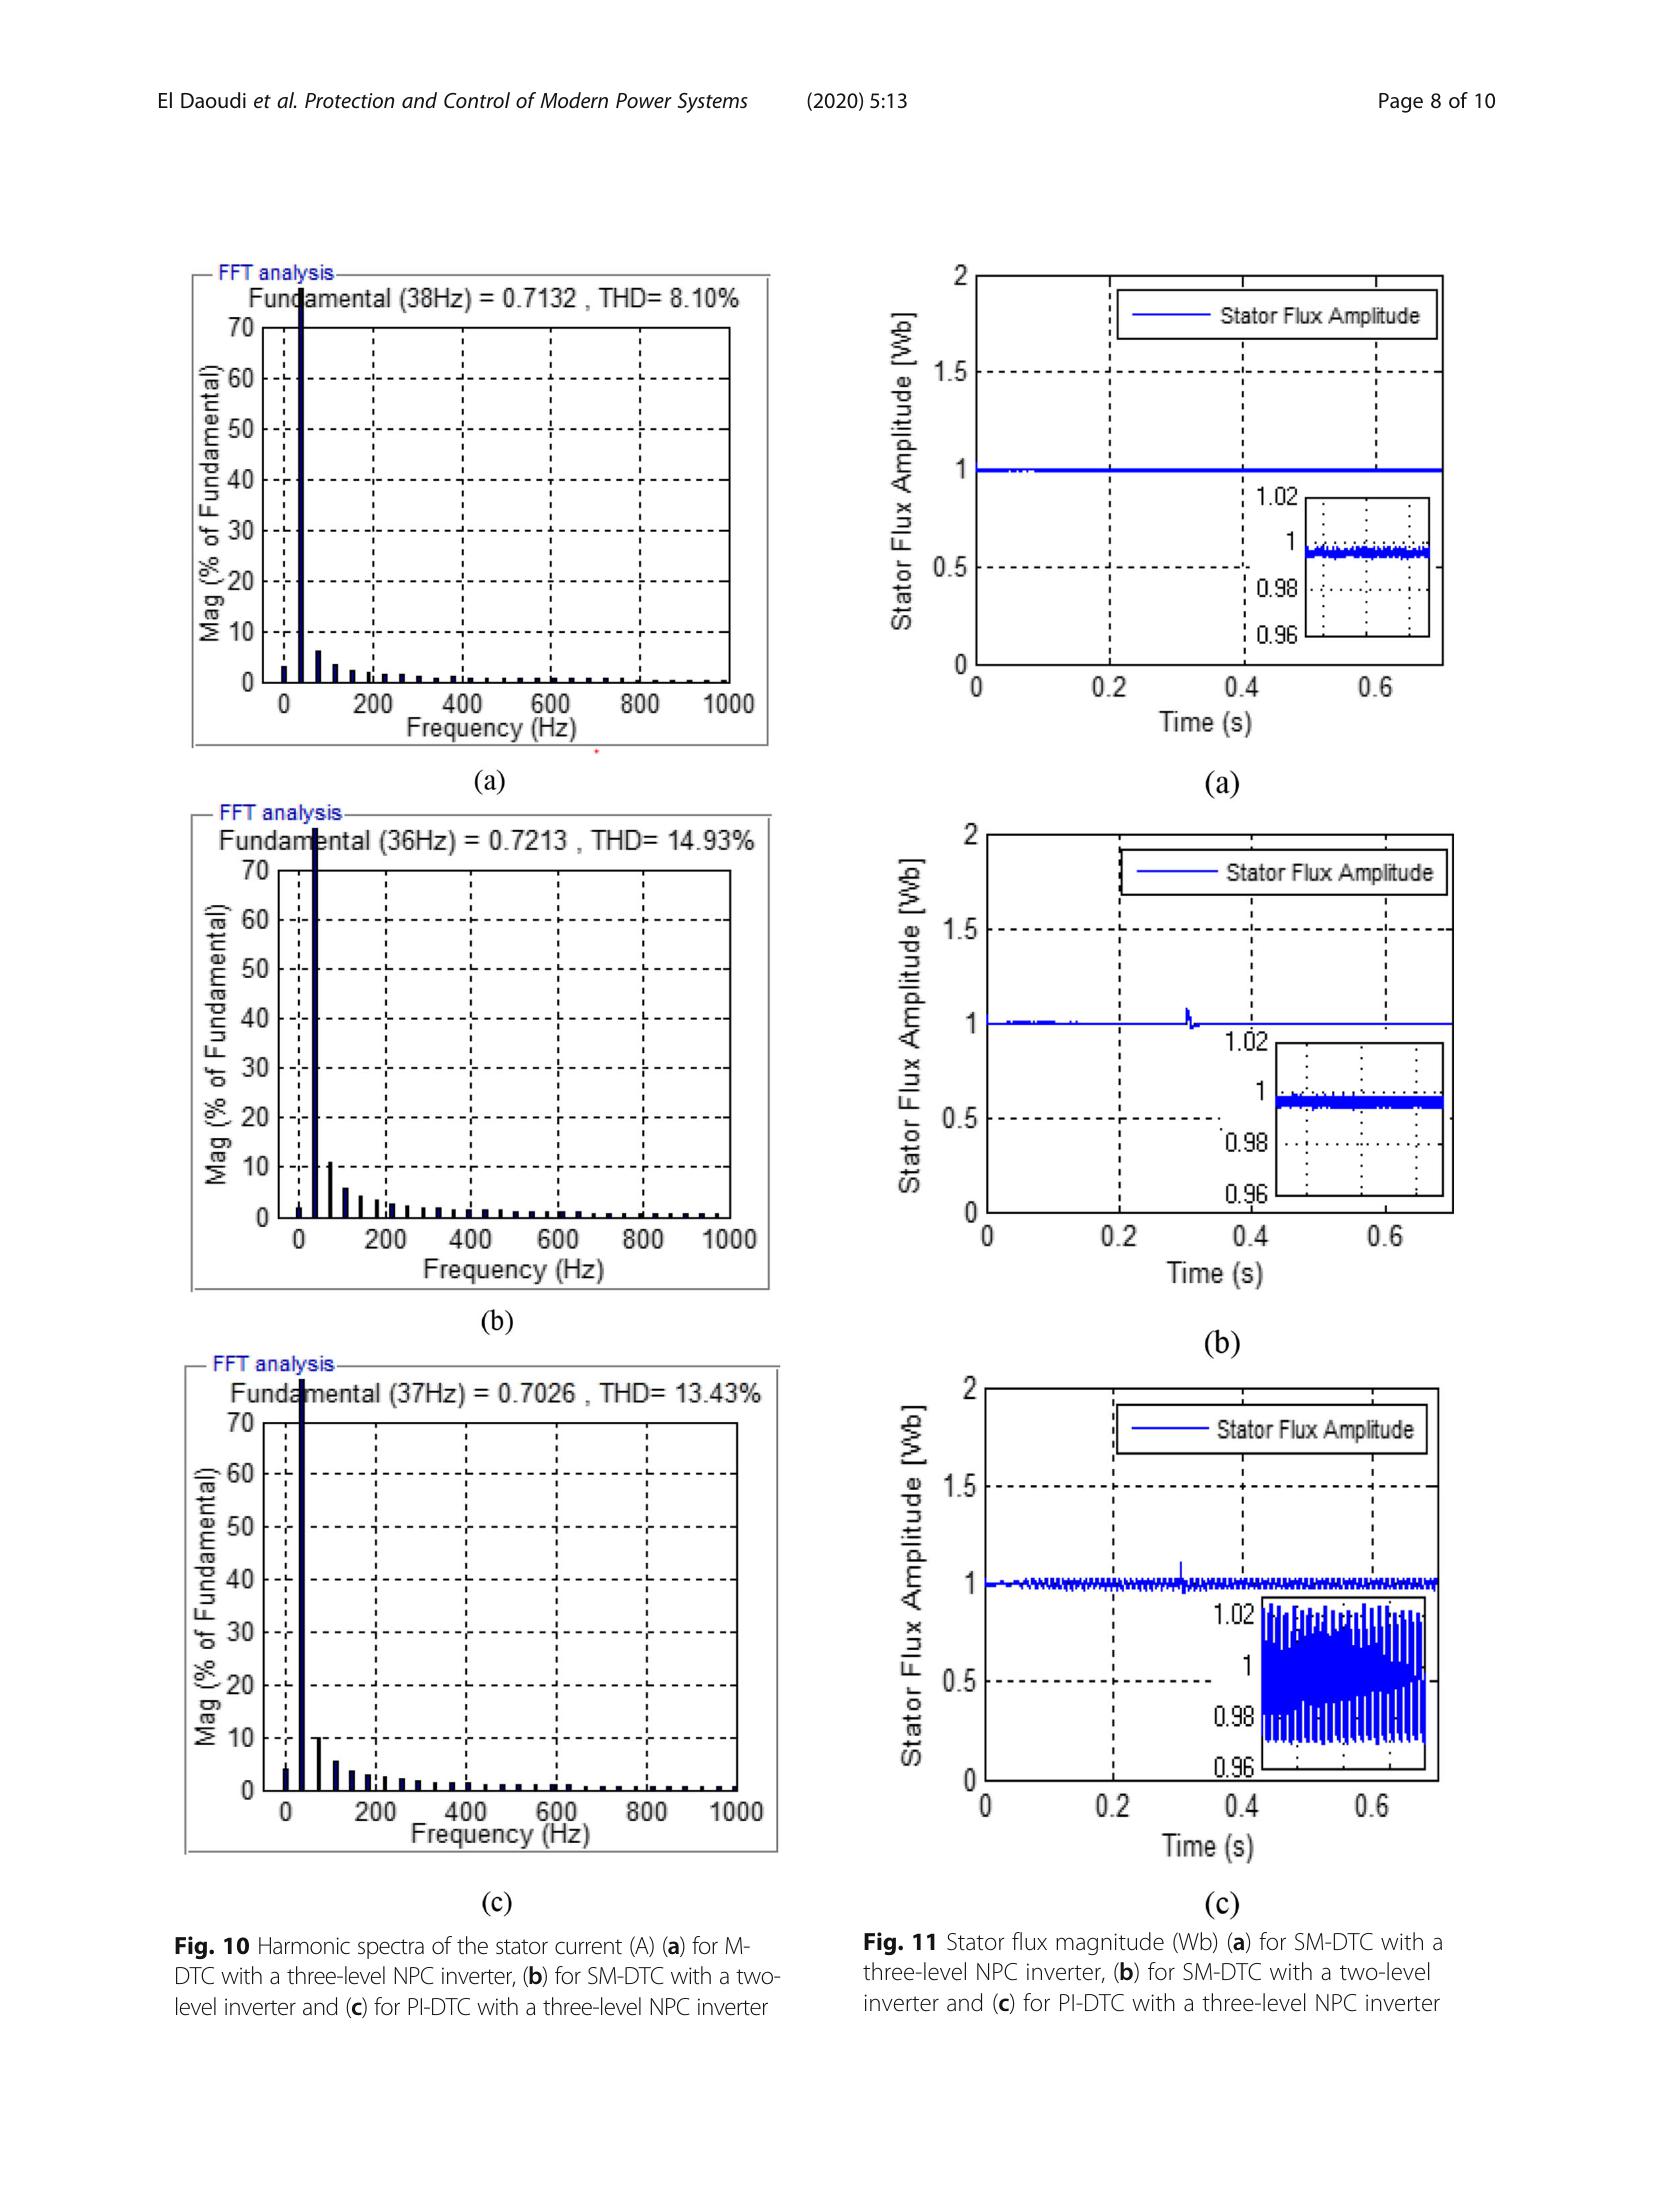 El Daoudi et al. Protection and Control of Modern Power Systems (2020) 5:13 Page 8 of 10
FFT analysis
Fundamental (38Hz) = 0.7132 , THD= 8.10%
70
60
50
40
30
20
10
0
Mag (% of Fundamental)
0 200 400 600 800 1000
Frequency (Hz)
(a)
FFT analysis
Fundamental (36Hz) = 0.7213 , THD= 14.93%
70
60
50
40
30
20
10
0
Mag (% of Fundamental)
0 200 400 600 800 1000
Frequency (Hz)
(b)
FFT analysis
Fundamental (37Hz) = 0.7026 , THD= 13.43%
70
60
50
40
30
20
10
0
Mag (% of Fundamental)
0 200 400 600 800 1000
Frequency (Hz)
(c)
Fig. 10 Harmonic spectra of the stator current (A) (a) for M-
DTC with a three-level NPC inverter, (b) for SM-DTC with a two-
level inverter and (c) for PI-DTC with a three-level NPC inverter
2
1.5
1
0.5
0
Stator Flux Amplitude [Wb]
Stator Flux Amplitude
1.02
1
0.98
0.96
0 0.2 0.4 0.6
Time (s)
(a)
2
1.5
1
0.5
0
Stator Flux Amplitude [Wb]
Stator Flux Amplitude
1.02
1
0.98
0.96
0 0.2 0.4 0.6
Time (s)
(b)
2
1.5
1
0.5
0
Stator Flux Amplitude [Wb]
Stator Flux Amplitude
1.02
1
0.98
0.96
0 0.2 0.4 0.6
Time (s)
(c)
Fig. 11 Stator flux magnitude (Wb) (a) for SM-DTC with a
three-level NPC inverter, (b) for SM-DTC with a two-level
inverter and (c) for PI-DTC with a three-level NPC inverter